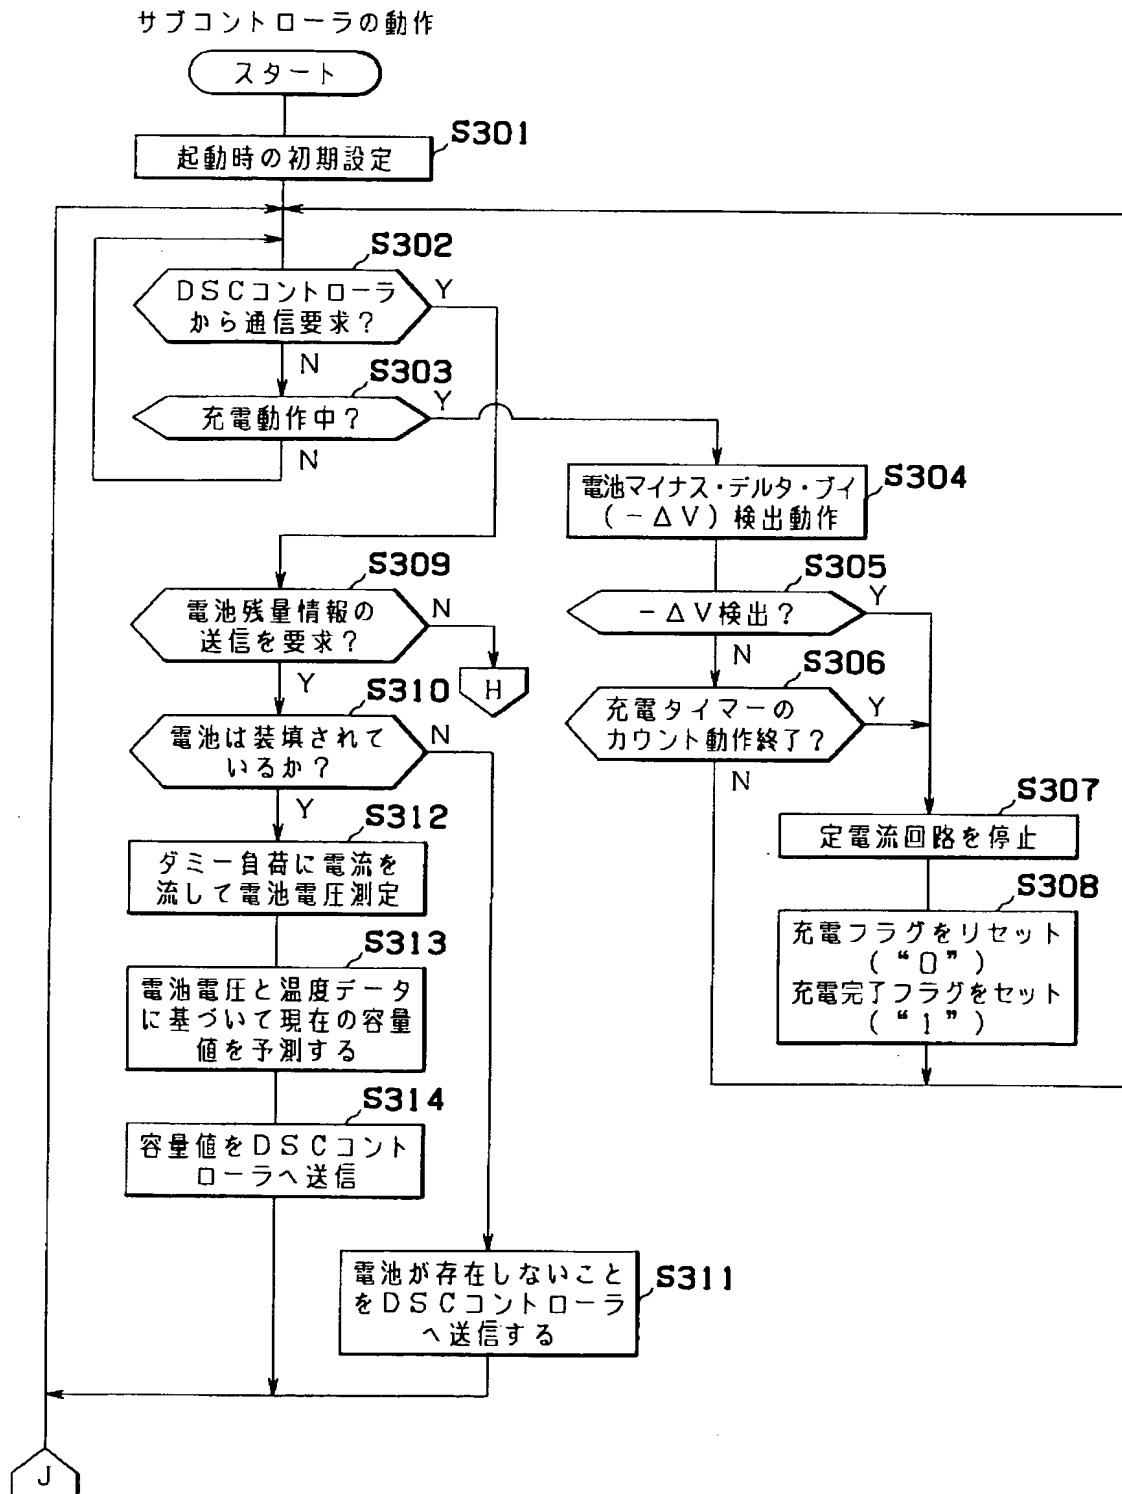 サブコントローラの動作
スタート
S301
起動時の初期設定
S302
DSCコントローラ
から通信要求？
Y
N
S303
充電動作中？
Y
N
S304
電池マイナス・デルタ・ブイ
(－ΔV)検出動作
S305
－ΔV検出？
Y
N
S306
充電タイマーの
カウント動作終了？
Y
N
S307
定電流回路を停止
S308
充電フラグをリセット
(“0”)
充電完了フラグをセット
(“1”)
S309
電池残量情報の
送信を要求？
N
H
Y
S310
電池は装填されて
いるか？
N
Y
S312
ダミー負荷に電流を
流して電池電圧測定
S313
電池電圧と温度データ
に基づいて現在の容量
値を予測する
S314
容量値をDSCコント
ローラへ送信
S311
電池が存在しないこと
をDSCコントローラ
へ送信する
J